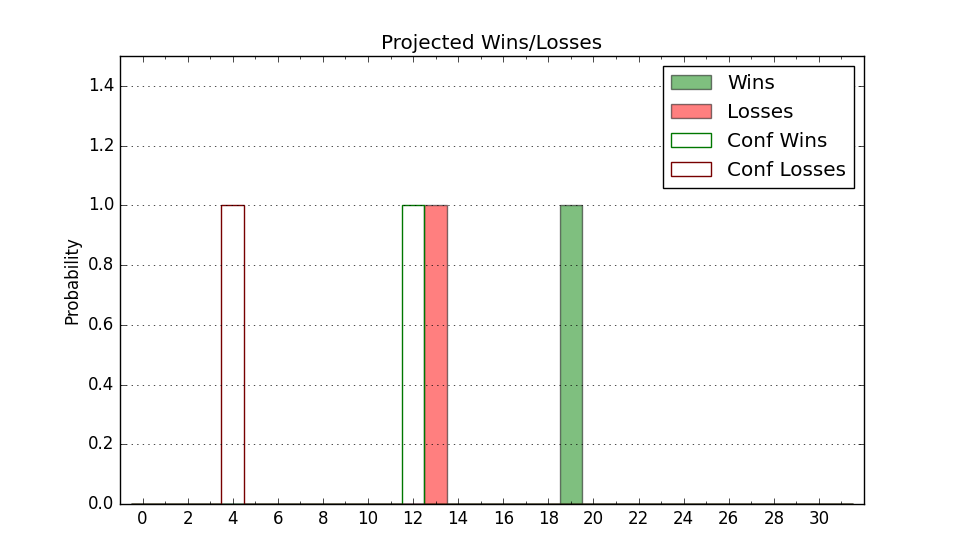 Projected Wins/Losses
Probability
1.4
1.2
1.0
0.8
0.6
0.4
0.2
0.0
0 2 4 6 8 10 12 14 16 18 20 22 24 26 28 30
Wins
Losses
Conf Wins
Conf Losses